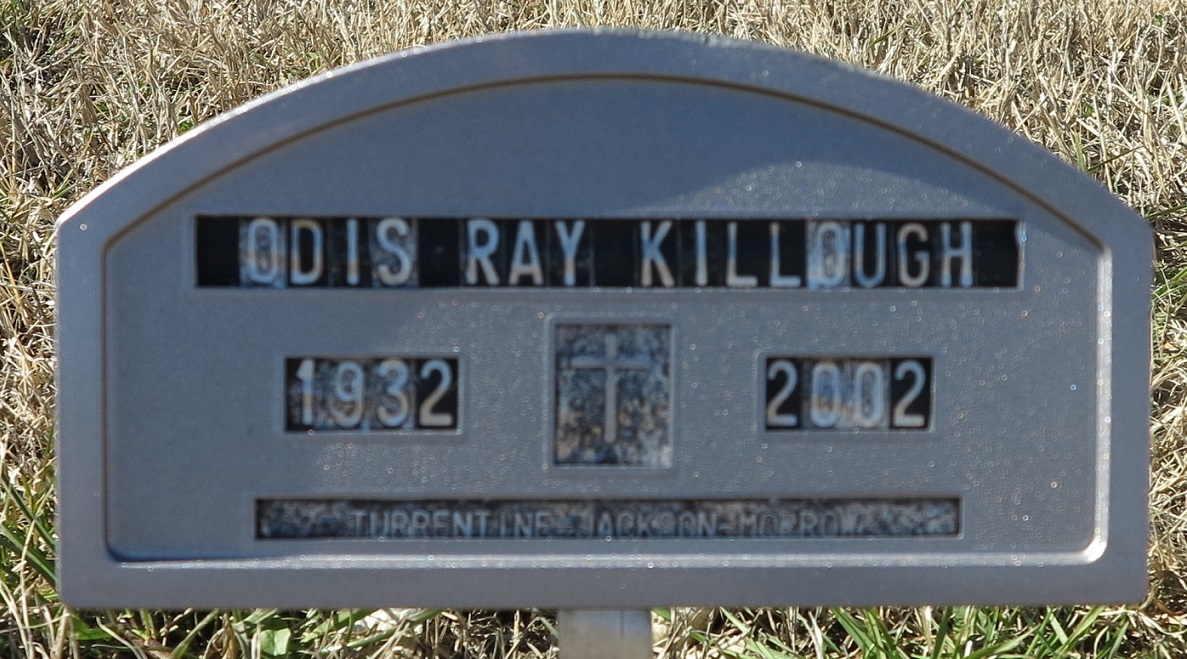 ODIS RAY KILLOUGH
1932 2002
TURRENTINE-JACKSON-MORROW